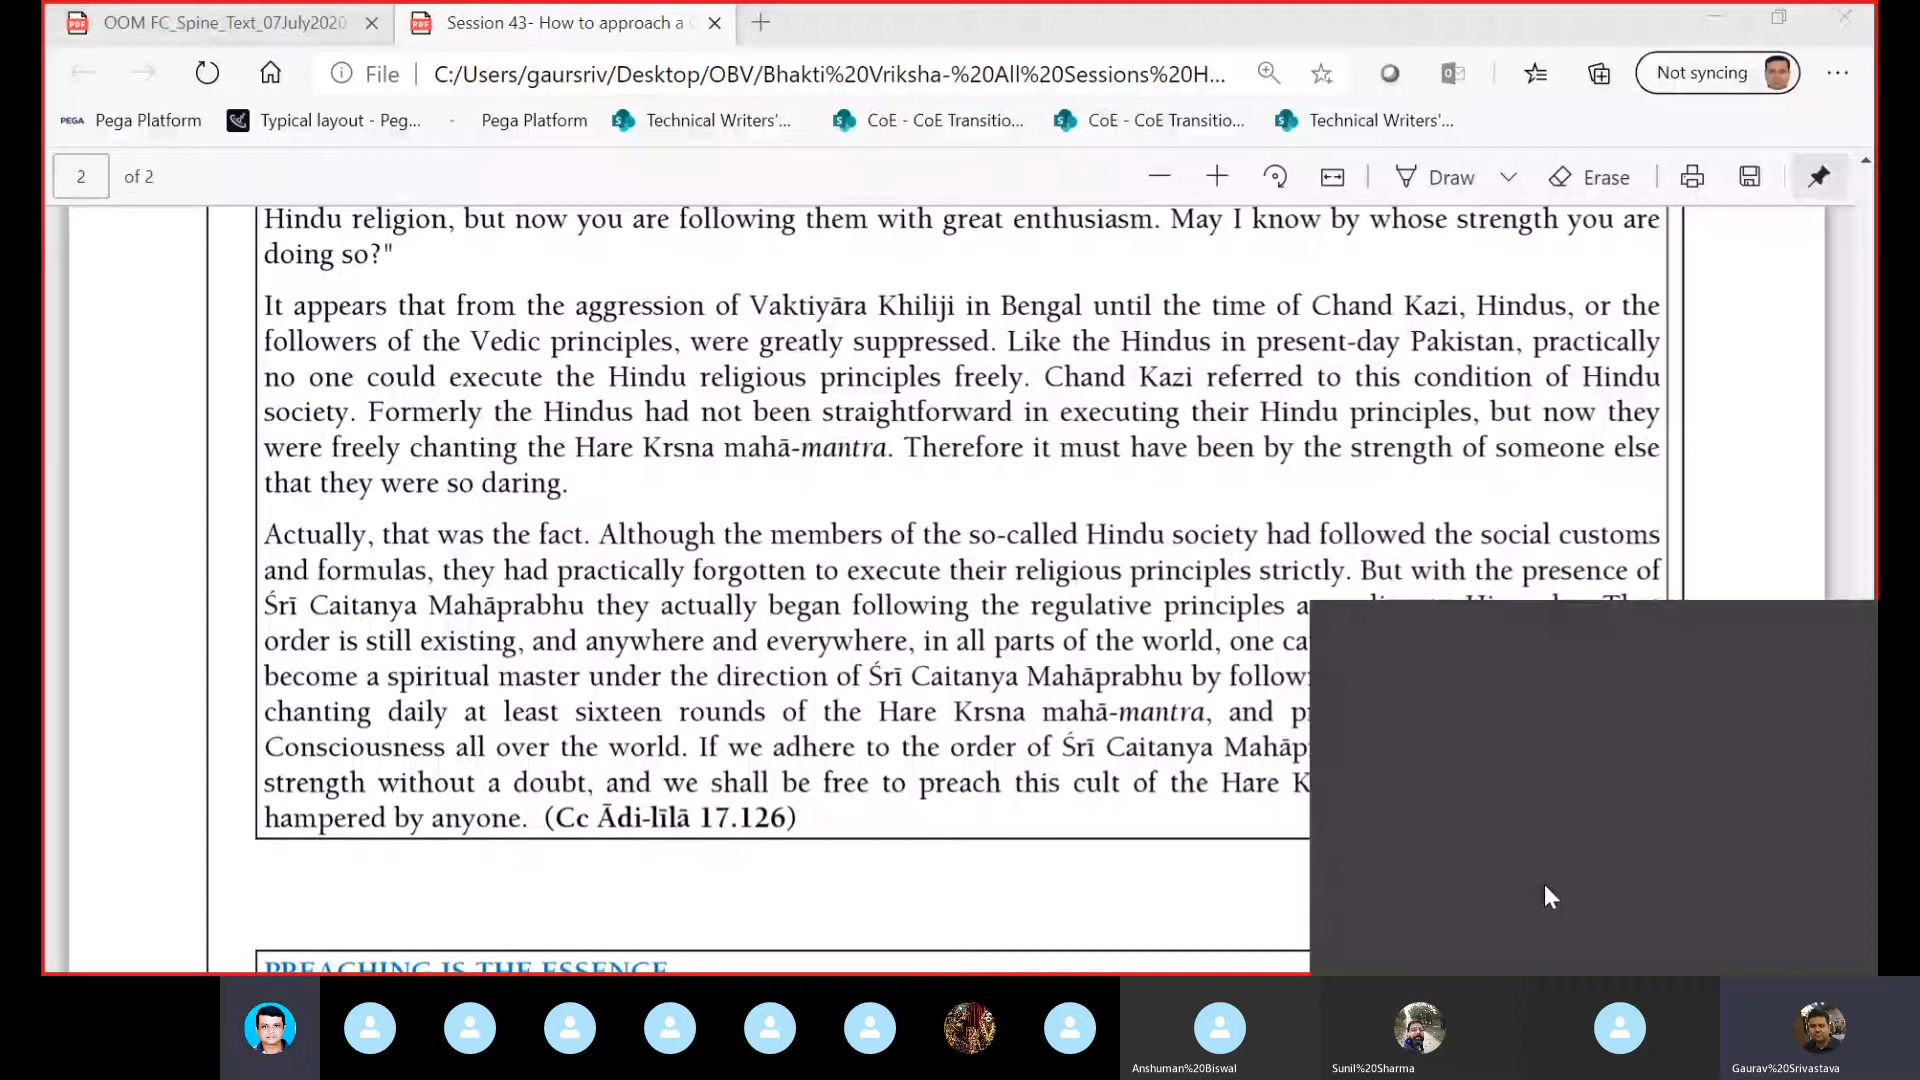 OOM FC_Spine_Text_07July2020
Session 43- How to approach a
File
C:/Users/gaursriv/Desktop/OBV/Bhakti%20Vriksha-%20All%20Sessions%20H...
Not syncing
PEGA Pega Platform
Typical layout - Peg...
Pega Platform
Technical Writers'...
CoE - CoE Transitio...
CoE - CoE Transitio...
Technical Writers'...
2 of 2
Draw
Erase
Hindu religion, but now you are following them with great enthusiasm. May I know by whose strength you are
doing so?"
It appears that from the aggression of Vaktiyāra Khiliji in Bengal until the time of Chand Kazi, Hindus, or the
followers of the Vedic principles, were greatly suppressed. Like the Hindus in present-day Pakistan, practically
no one could execute the Hindu religious principles freely. Chand Kazi referred to this condition of Hindu
society. Formerly the Hindus had not been straightforward in executing their Hindu principles, but now they
were freely chanting the Hare Krsna mahā-mantra. Therefore it must have been by the strength of someone else
that they were so daring.
Actually, that was the fact. Although the members of the so-called Hindu society had followed the social customs
and formulas, they had practically forgotten to execute their religious principles strictly. But with the presence of
Śrī Caitanya Mahāprabhu they actually began following the regulative principles
order is still existing, and anywhere and everywhere, in all parts of the world, one
become a spiritual master under the direction of Śrī Caitanya Mahāprabhu by
chanting daily at least sixteen rounds of the Hare Krsna mahā-mantra, and
Consciousness all over the world. If we adhere to the order of Śrī Caitanya
strength without a doubt, and we shall be free to preach this cult of the Hare
hampered by anyone. (Cc Ādi-līlā 17.126)
PREACHING IS THE ESSENCE
Anshuman%20Biswal
Sunil%20Sharma
Gaurav%20Srivastava